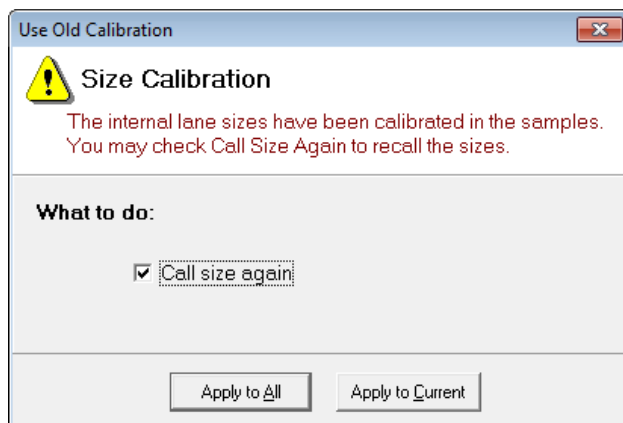 Use Old Calibration
Size Calibration
The internal lane sizes have been calibrated in the samples.
You may check Call Size Again to recall the sizes.
What to do:
Call size again
Apply to All
Apply to Current